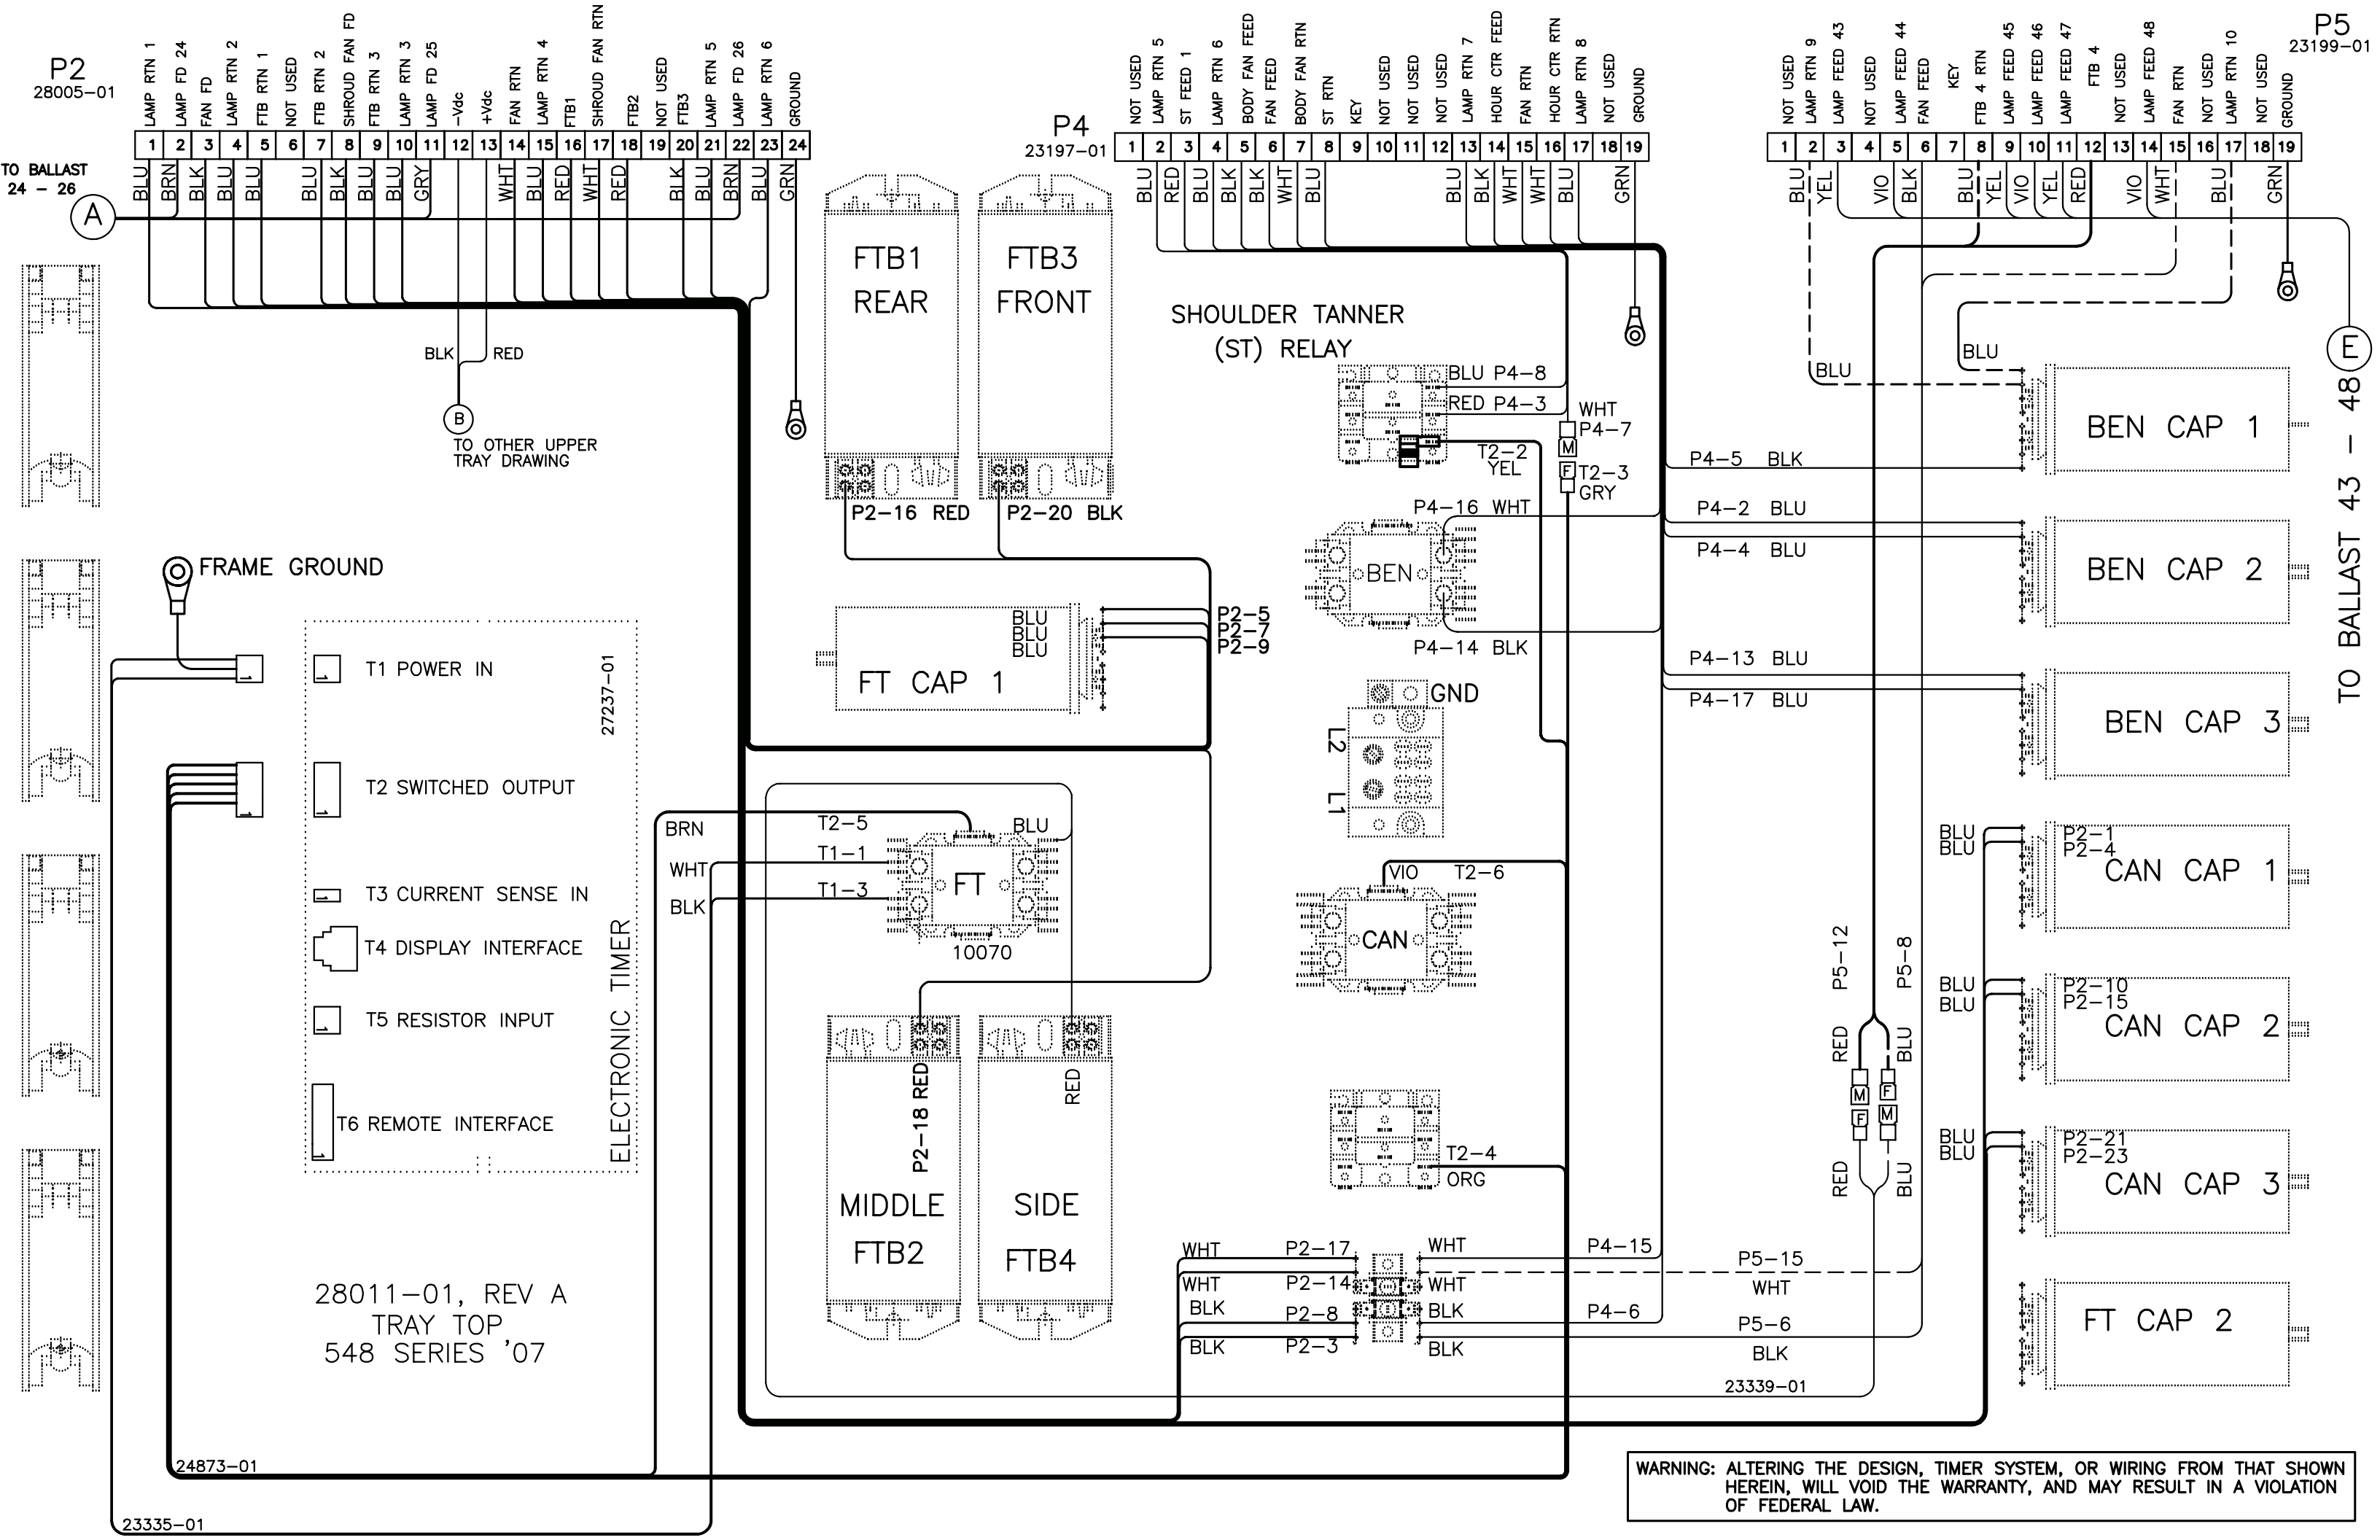 P2
28005-01
LAMP RTN 1
LAMP FD 24
FAN FD
LAMP RTN 2
FTB RTN 1
NOT USED
FTB RTN 2
SHROUD FAN FD
FTB RTN 3
LAMP RTN 3
LAMP FD 25
-Vdc
+Vdc
FAN RTN
LAMP RTN 4
FTB1
SHROUD FAN RTN
FTB2
NOT USED
FTB3
LAMP RTN 5
LAMP FD 26
LAMP RTN 6
GROUND
1 2 3 4 5 6 7 8 9 10 11 12 13 14 15 16 17 18 19 20 21 22 23 24
BLU BRN BLK BLU BLU BLU BLK BLU BLU GRY WHT BLU RED WHT RED BLK BLU BRN BLU GRN
TO BALLAST
24 - 26
A
BLK RED
B
TO OTHER UPPER
TRAY DRAWING
P4
23197-01
NOT USED
LAMP RTN 5
ST FEED 1
LAMP RTN 6
BODY FAN FEED
FAN FEED
BODY FAN RTN
ST RTN
KEY
NOT USED
NOT USED
NOT USED
LAMP RTN 7
HOUR CTR FEED
FAN RTN
HOUR CTR RTN
LAMP RTN 8
NOT USED
GROUND
1 2 3 4 5 6 7 8 9 10 11 12 13 14 15 16 17 18 19
BLU RED BLU BLK BLK WHT BLU BLU BLK WHT WHT BLU GRN
P5
23199-01
NOT USED
LAMP RTN 9
LAMP FEED 43
NOT USED
LAMP FEED 44
FAN FEED
KEY
FTB 4 RTN
LAMP FEED 45
LAMP FEED 46
LAMP FEED 47
FTB 4
NOT USED
LAMP FEED 48
FAN RTN
NOT USED
LAMP RTN 10
NOT USED
GROUND
1 2 3 4 5 6 7 8 9 10 11 12 13 14 15 16 17 18 19
BLU YEL VIO BLK BLU YEL VIO YEL RED VIO WHT BLU GRN
E
TO BALLAST 43 - 48
FTB1
REAR
FTB3
FRONT
P2-16 RED
P2-20 BLK
SHOULDER TANNER
(ST) RELAY
BLU P4-8
RED P4-3
WHT
P4-7
M
F
T2-2
YEL
T2-3
GRY
P4-16 WHT
BEN
P4-14 BLK
BLU
BLU
BEN CAP 1
P4-5 BLK
P4-2 BLU
P4-4 BLU
BEN CAP 2
P4-13 BLU
P4-17 BLU
BEN CAP 3
FRAME GROUND
T1 POWER IN
27237-01
T2 SWITCHED OUTPUT
T3 CURRENT SENSE IN
T4 DISPLAY INTERFACE
T5 RESISTOR INPUT
T6 REMOTE INTERFACE
ELECTRONIC TIMER
BLU
BLU
BLU
P2-5
P2-7
P2-9
FT CAP 1
GND
L2
L1
BRN
T2-5
BLU
WHT
T1-1
BLK
T1-3
FT
10070
VIO
T2-6
CAN
BLU
BLU
P2-1
P2-4
CAN CAP 1
P5-12
P5-8
BLU
BLU
P2-10
P2-15
CAN CAP 2
RED
BLU
M
F
F
M
RED
BLU
BLU
BLU
P2-21
P2-23
CAN CAP 3
P2-18 RED
RED
MIDDLE
FTB2
SIDE
FTB4
T2-4
ORG
WHT P2-17 WHT P4-15
P5-15
WHT
WHT P2-14 WHT
BLK P2-8 BLK P4-6
P5-6
BLK
BLK P2-3 BLK
FT CAP 2
23339-01
28011-01, REV A
TRAY TOP
548 SERIES '07
24873-01
23335-01
WARNING: ALTERING THE DESIGN, TIMER SYSTEM, OR WIRING FROM THAT SHOWN
HEREIN, WILL VOID THE WARRANTY, AND MAY RESULT IN A VIOLATION
OF FEDERAL LAW.